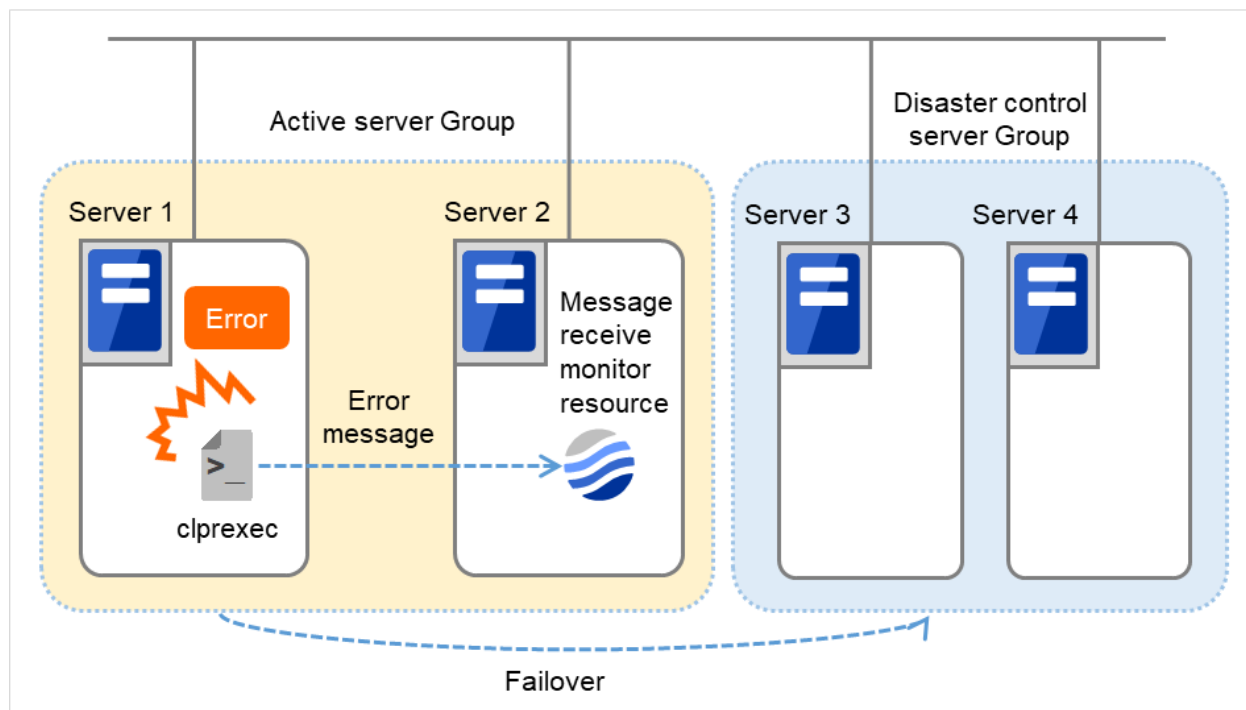 Active server Group
Disaster control
server Group
Server 1
Server 2
Server 3
Server 4
Error
Message
receive
monitor
resource
Error
message
>_
clprexec
Failover